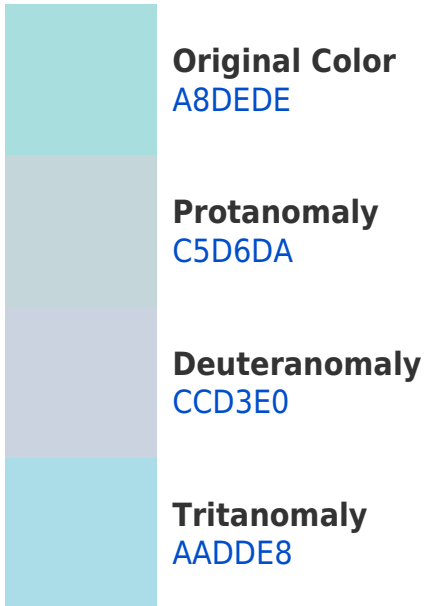 Original Color
A8DEDE
Protanomaly
C5D6DA
Deuteranomaly
CCD3E0
Tritanomaly
AADDE8